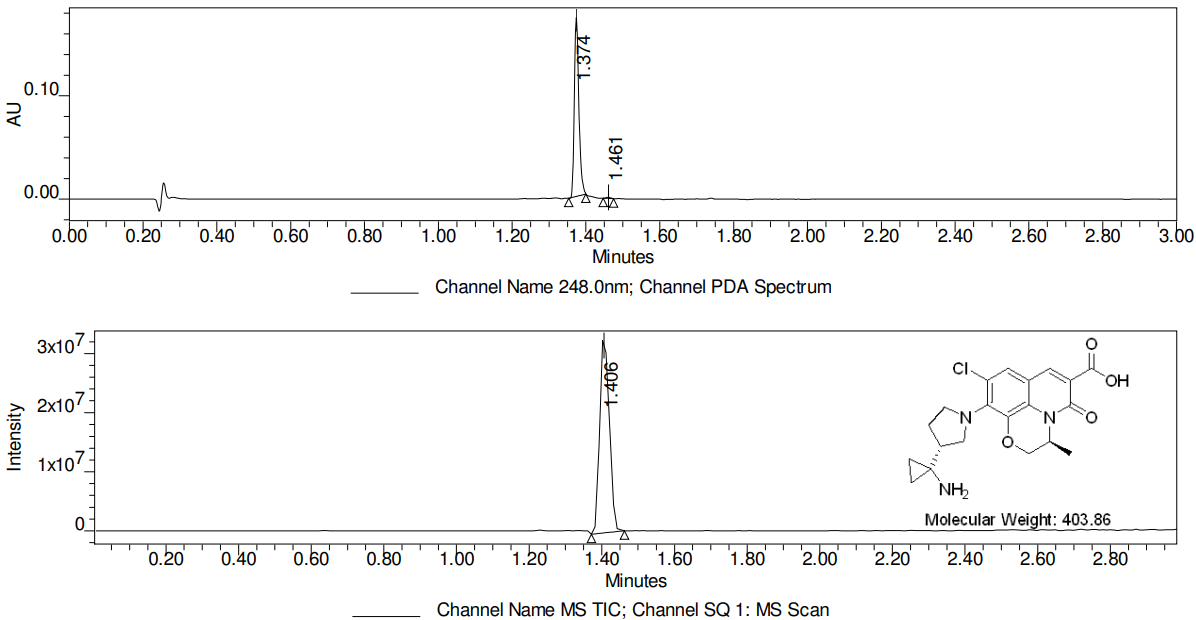 1.374
0.10
AU
1.461
0.00
0.00 0.20 0.40 0.60 0.80 1.00 1.20 1.40 1.60 1.80 2.00 2.20 2.40 2.60 2.80 3.00
Minutes
Channel Name 248.0nm; Channel PDA Spectrum
3x10⁷
1.406
2x10⁷
Intensity
1x10⁷
0
O
Cl
OH
N
N
O
O
NH₂
Molecular Weight: 403.86
0.20 0.40 0.60 0.80 1.00 1.20 1.40 1.60 1.80 2.00 2.20 2.40 2.60 2.80
Minutes
Channel Name MS TIC; Channel SQ 1: MS Scan